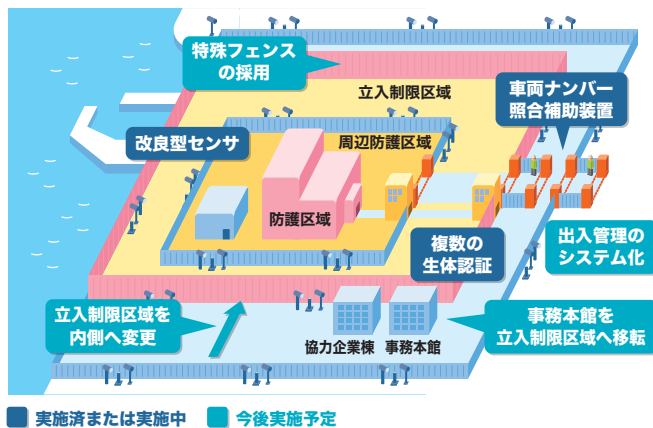 特殊フェンス
の採用
立入制限区域
車両ナンバー
照合補助装置
改良型センサ
周辺防護区域
防護区域
複数の
生体認証
出入管理の
システム化
立入制限区域を
内側へ変更
協力企業棟
事務本館
事務本館を
立入制限区域へ移転
実施済または実施中
今後実施予定